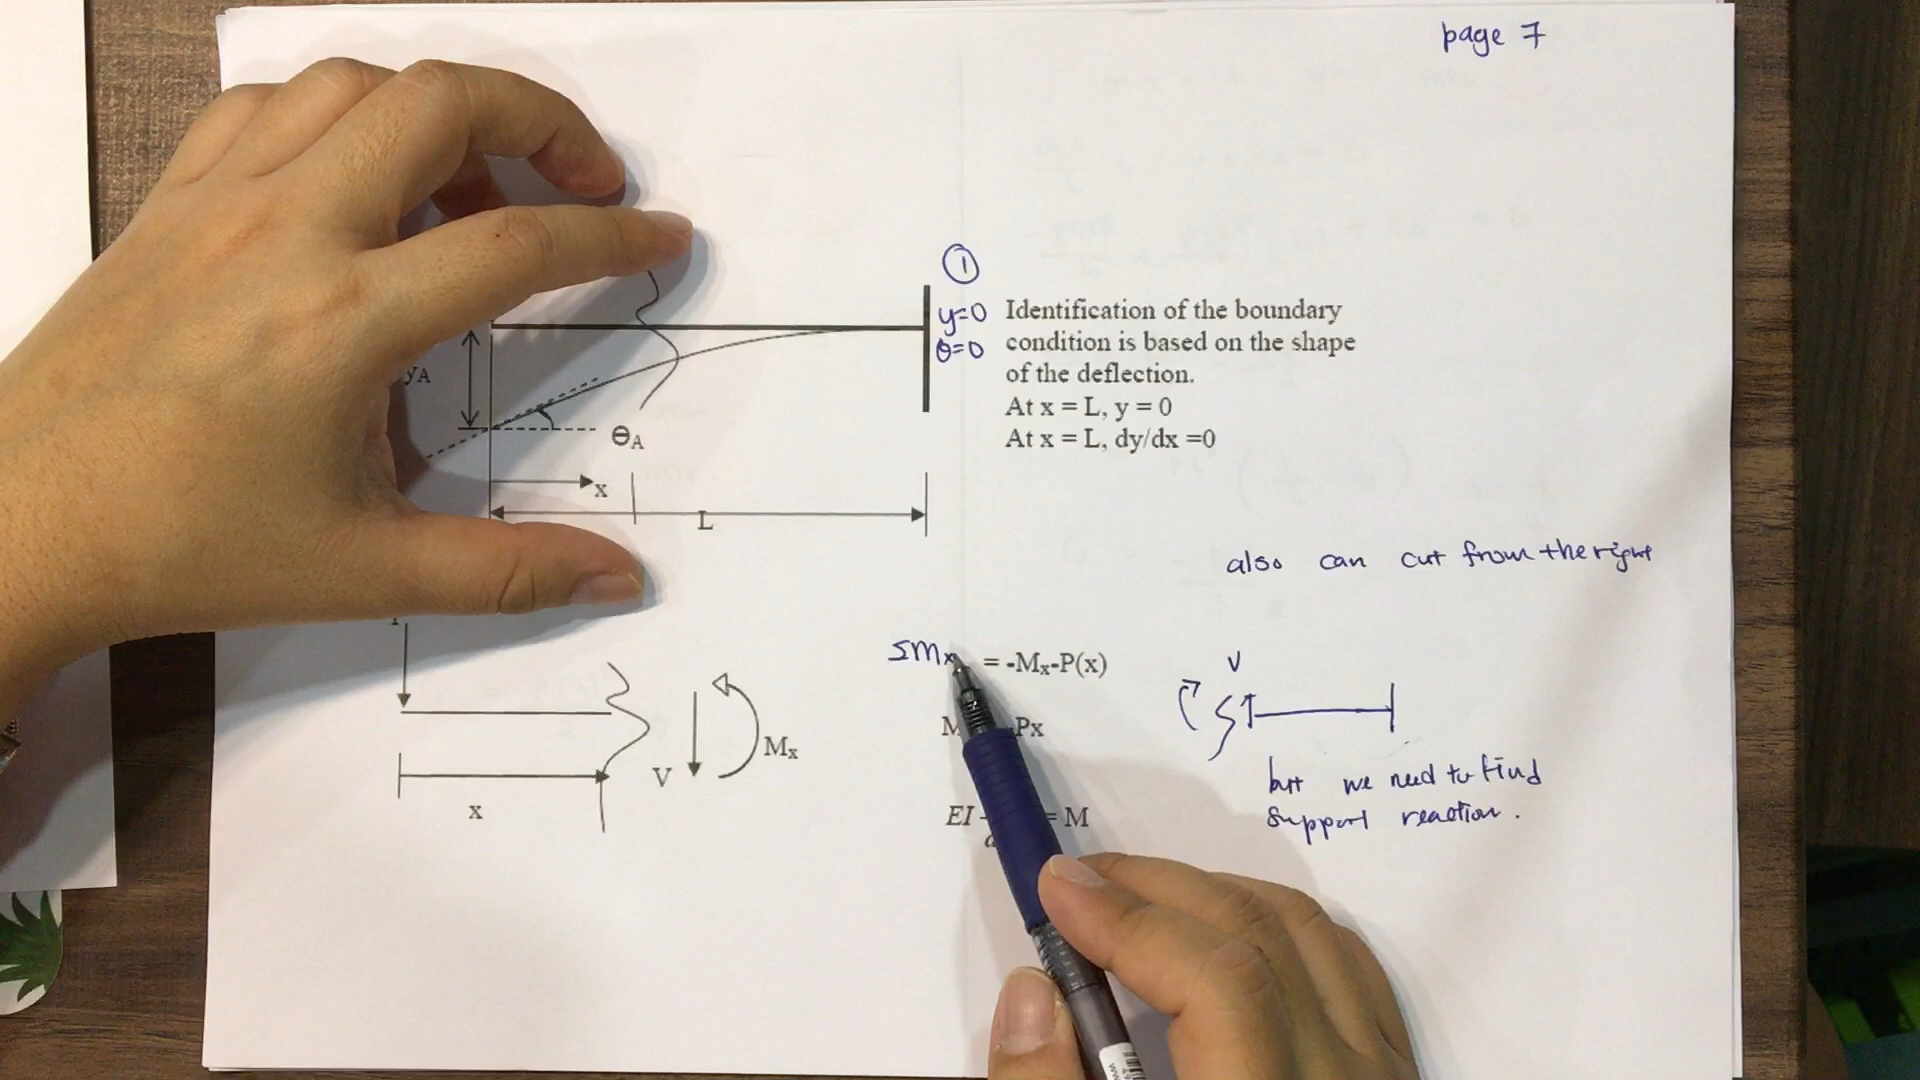 page 7
①
y=0
θ=0
Identification of the boundary
condition is based on the shape
of the deflection.
At x = L, y = 0
At x = L, dy/dx =0
yA
ΘA
x
L
also can cut from the right
ΣMx = -Mx-P(x)
V
M Px
Mx
V
x
but we need to find
support reaction.
EI = M